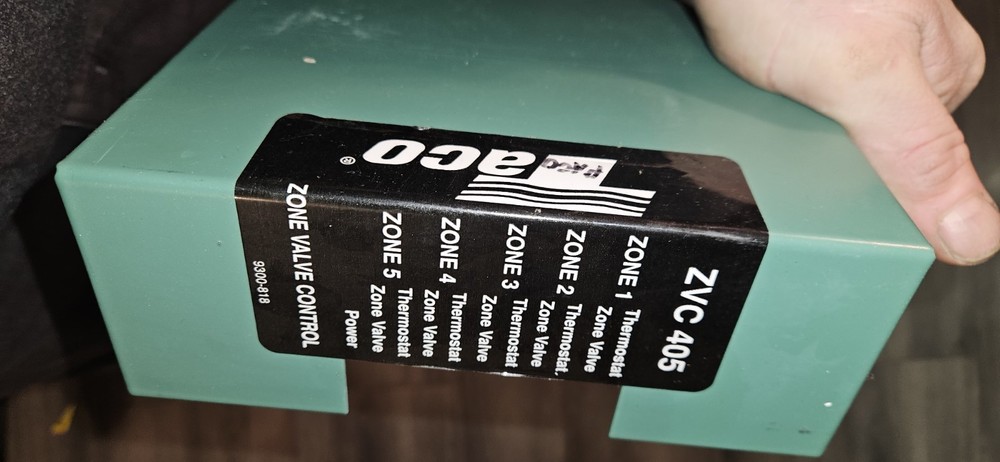 Taco®
ZVC 405
ZONE 1 Thermostat
Zone Valve
ZONE 2 Thermostat,
Zone Valve
ZONE 3 Thermostat
Zone Valve
ZONE 4 Thermostat
Zone Valve
ZONE 5 Thermostat
Zone Valve
Power
ZONE VALVE CONTROL
9300-818